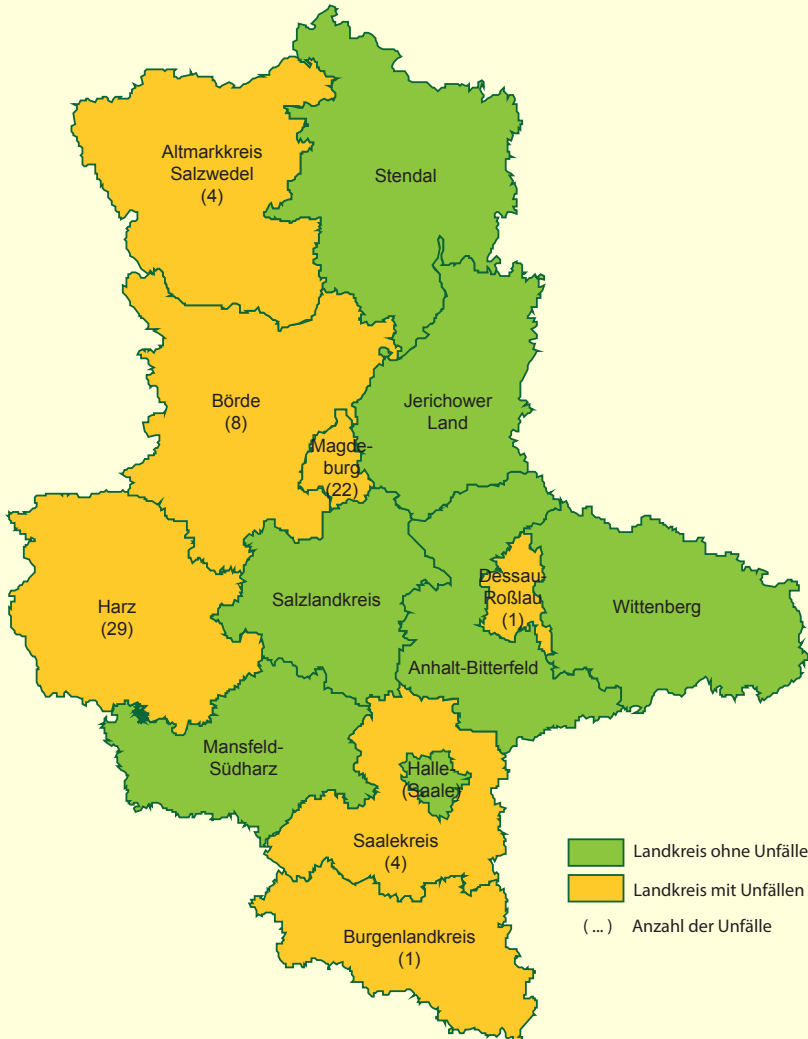 Altmarkkreis
Salzwedel
(4)
Stendal
Börde
(8)
Jerichower
Land
Magde-
burg
(22)
Harz
(29)
Salzlandkreis
Dessau-
Roßlau
(1)
Wittenberg
Anhalt-Bitterfeld
Mansfeld-
Südharz
Halle-
(Saale)
Saalekreis
(4)
Burgenlandkreis
(1)
Landkreis ohne Unfälle
Landkreis mit Unfällen
(...) Anzahl der Unfälle